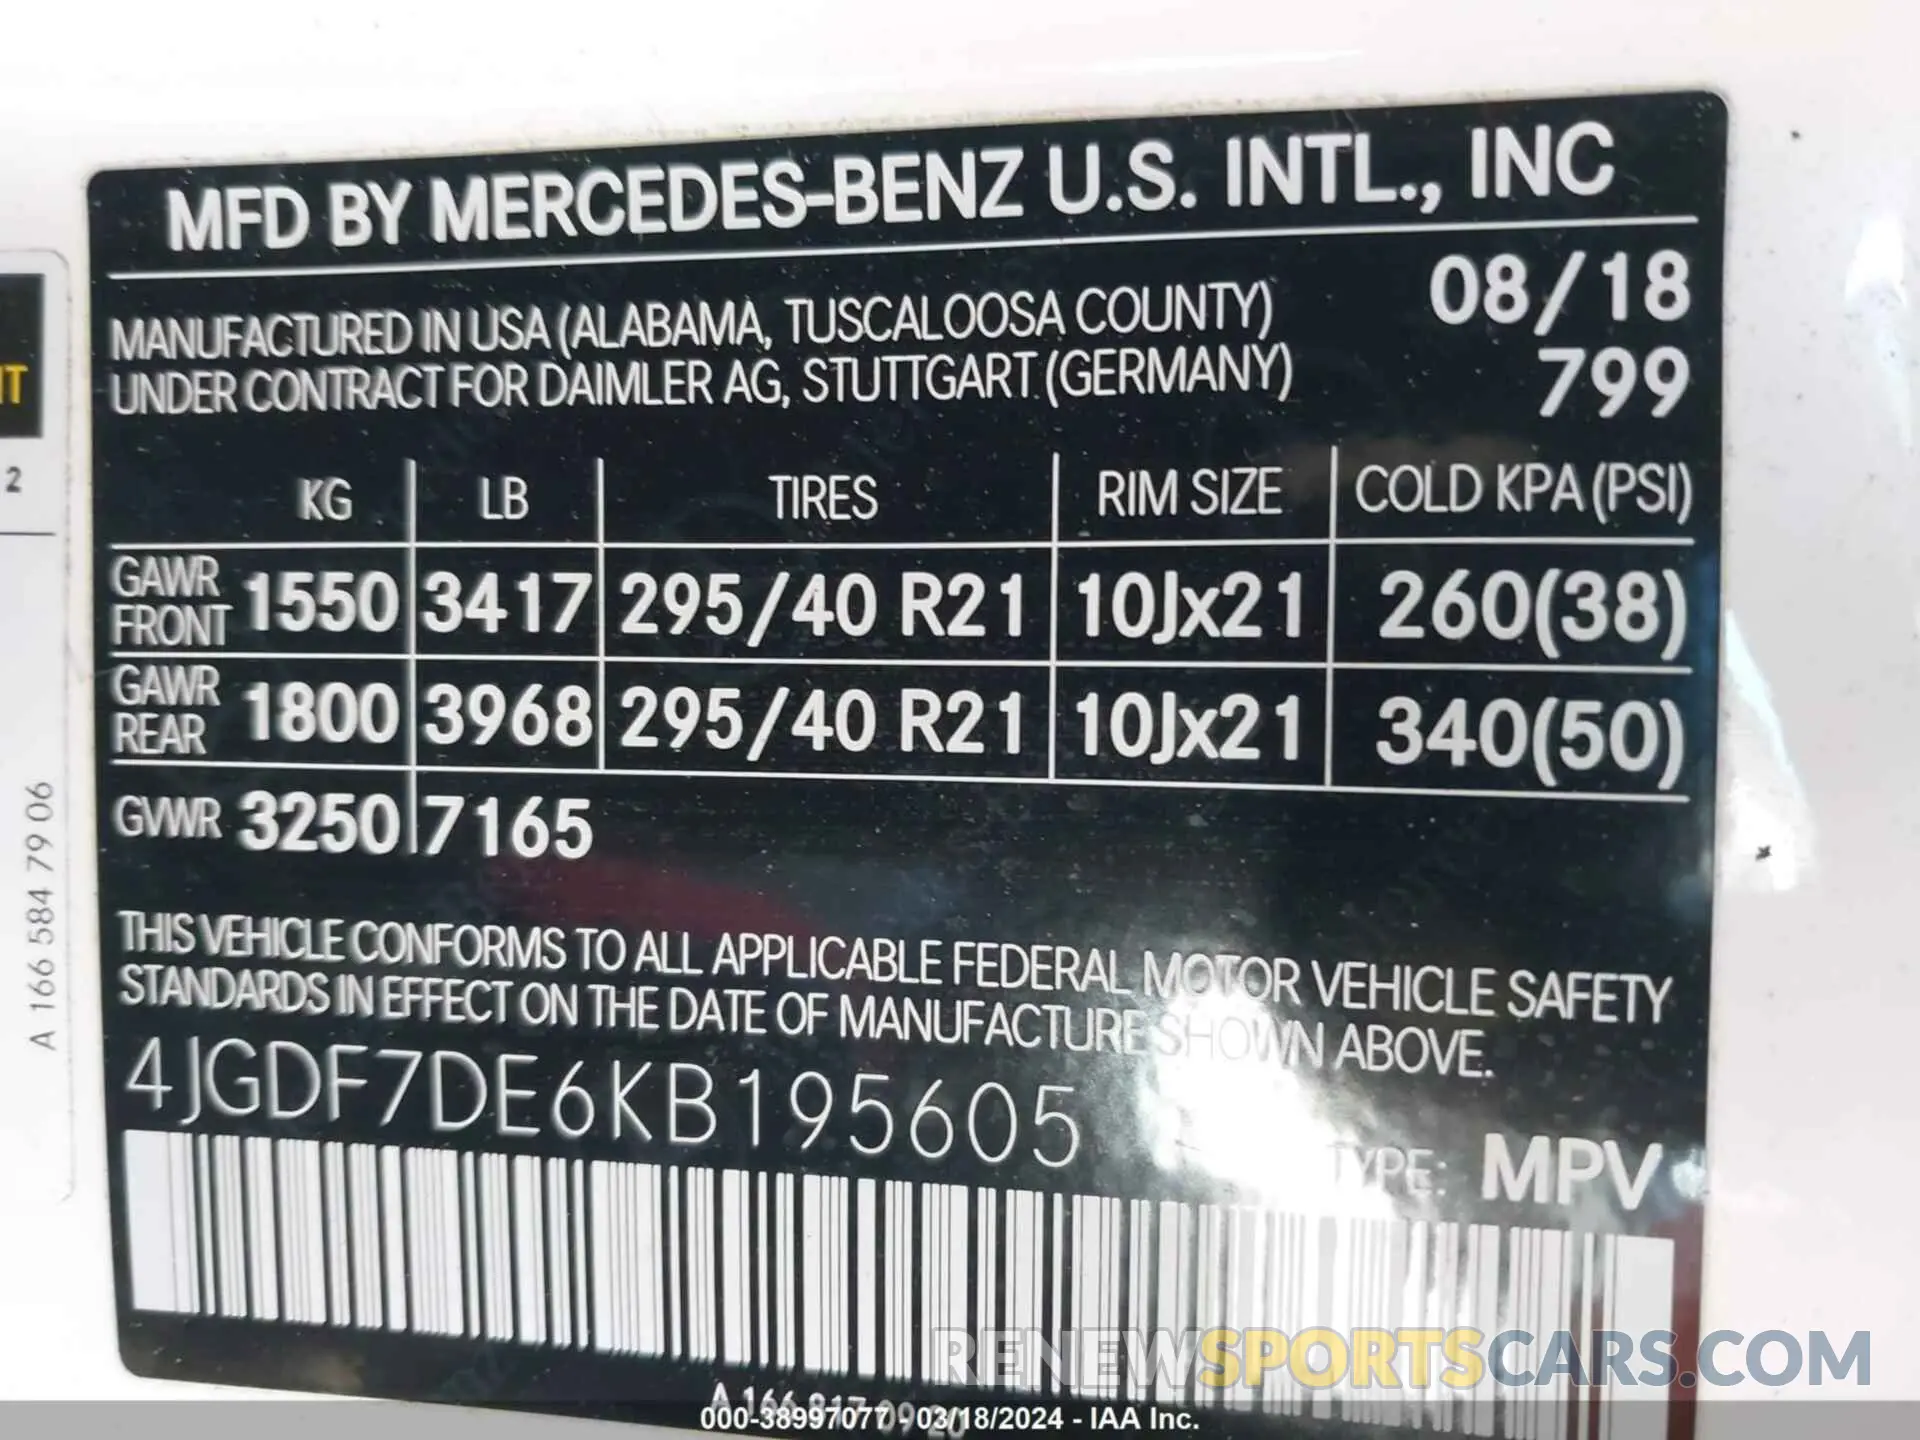 MFD BY MERCEDES-BENZ U.S. INTL., INC
MANUFACTURED IN USA (ALABAMA, TUSCALOOSA COUNTY) 08/18
UNDER CONTRACT FOR DAIMLER AG, STUTTGART (GERMANY) 799
KG LB TIRES RIM SIZE COLD KPA (PSI)
GAWR FRONT 1550 3417 295/40 R21 10Jx21 260(38)
GAWR REAR 1800 3968 295/40 R21 10Jx21 340(50)
GVWR 3250 7165
THIS VEHICLE CONFORMS TO ALL APPLICABLE FEDERAL MOTOR VEHICLE SAFETY
STANDARDS IN EFFECT ON THE DATE OF MANUFACTURE SHOWN ABOVE.
4JGDF7DE6KB195605
TYPE: MPV
2
A 166 584 79 06
RENEWSPORTSCARS.COM
000-38997077 - 03/18/2024 - IAA Inc.